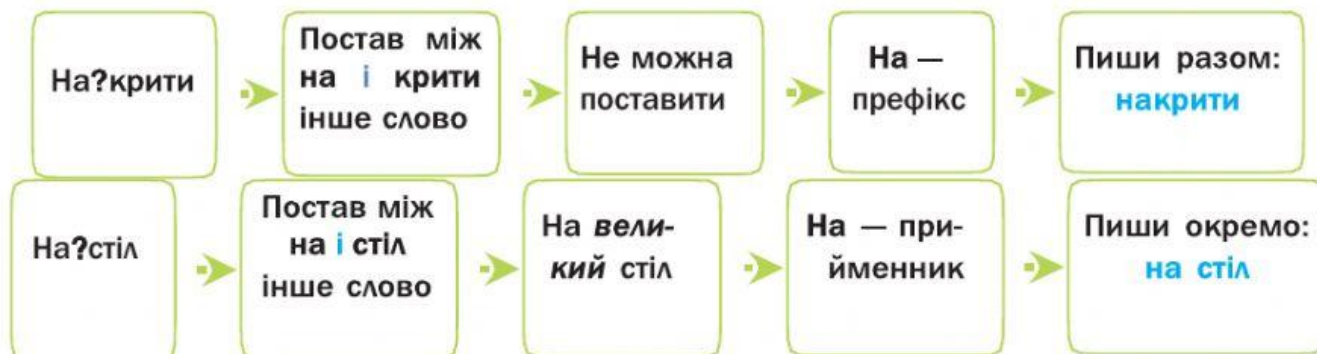 На?крити
Постав між
на і крити
інше слово
Не можна
поставити
На —
префікс
Пиши разом:
накрити
На?стіл
Постав між
на і стіл
інше слово
На вели-
кий стіл
На — при-
йменник
Пиши окремо:
на стіл